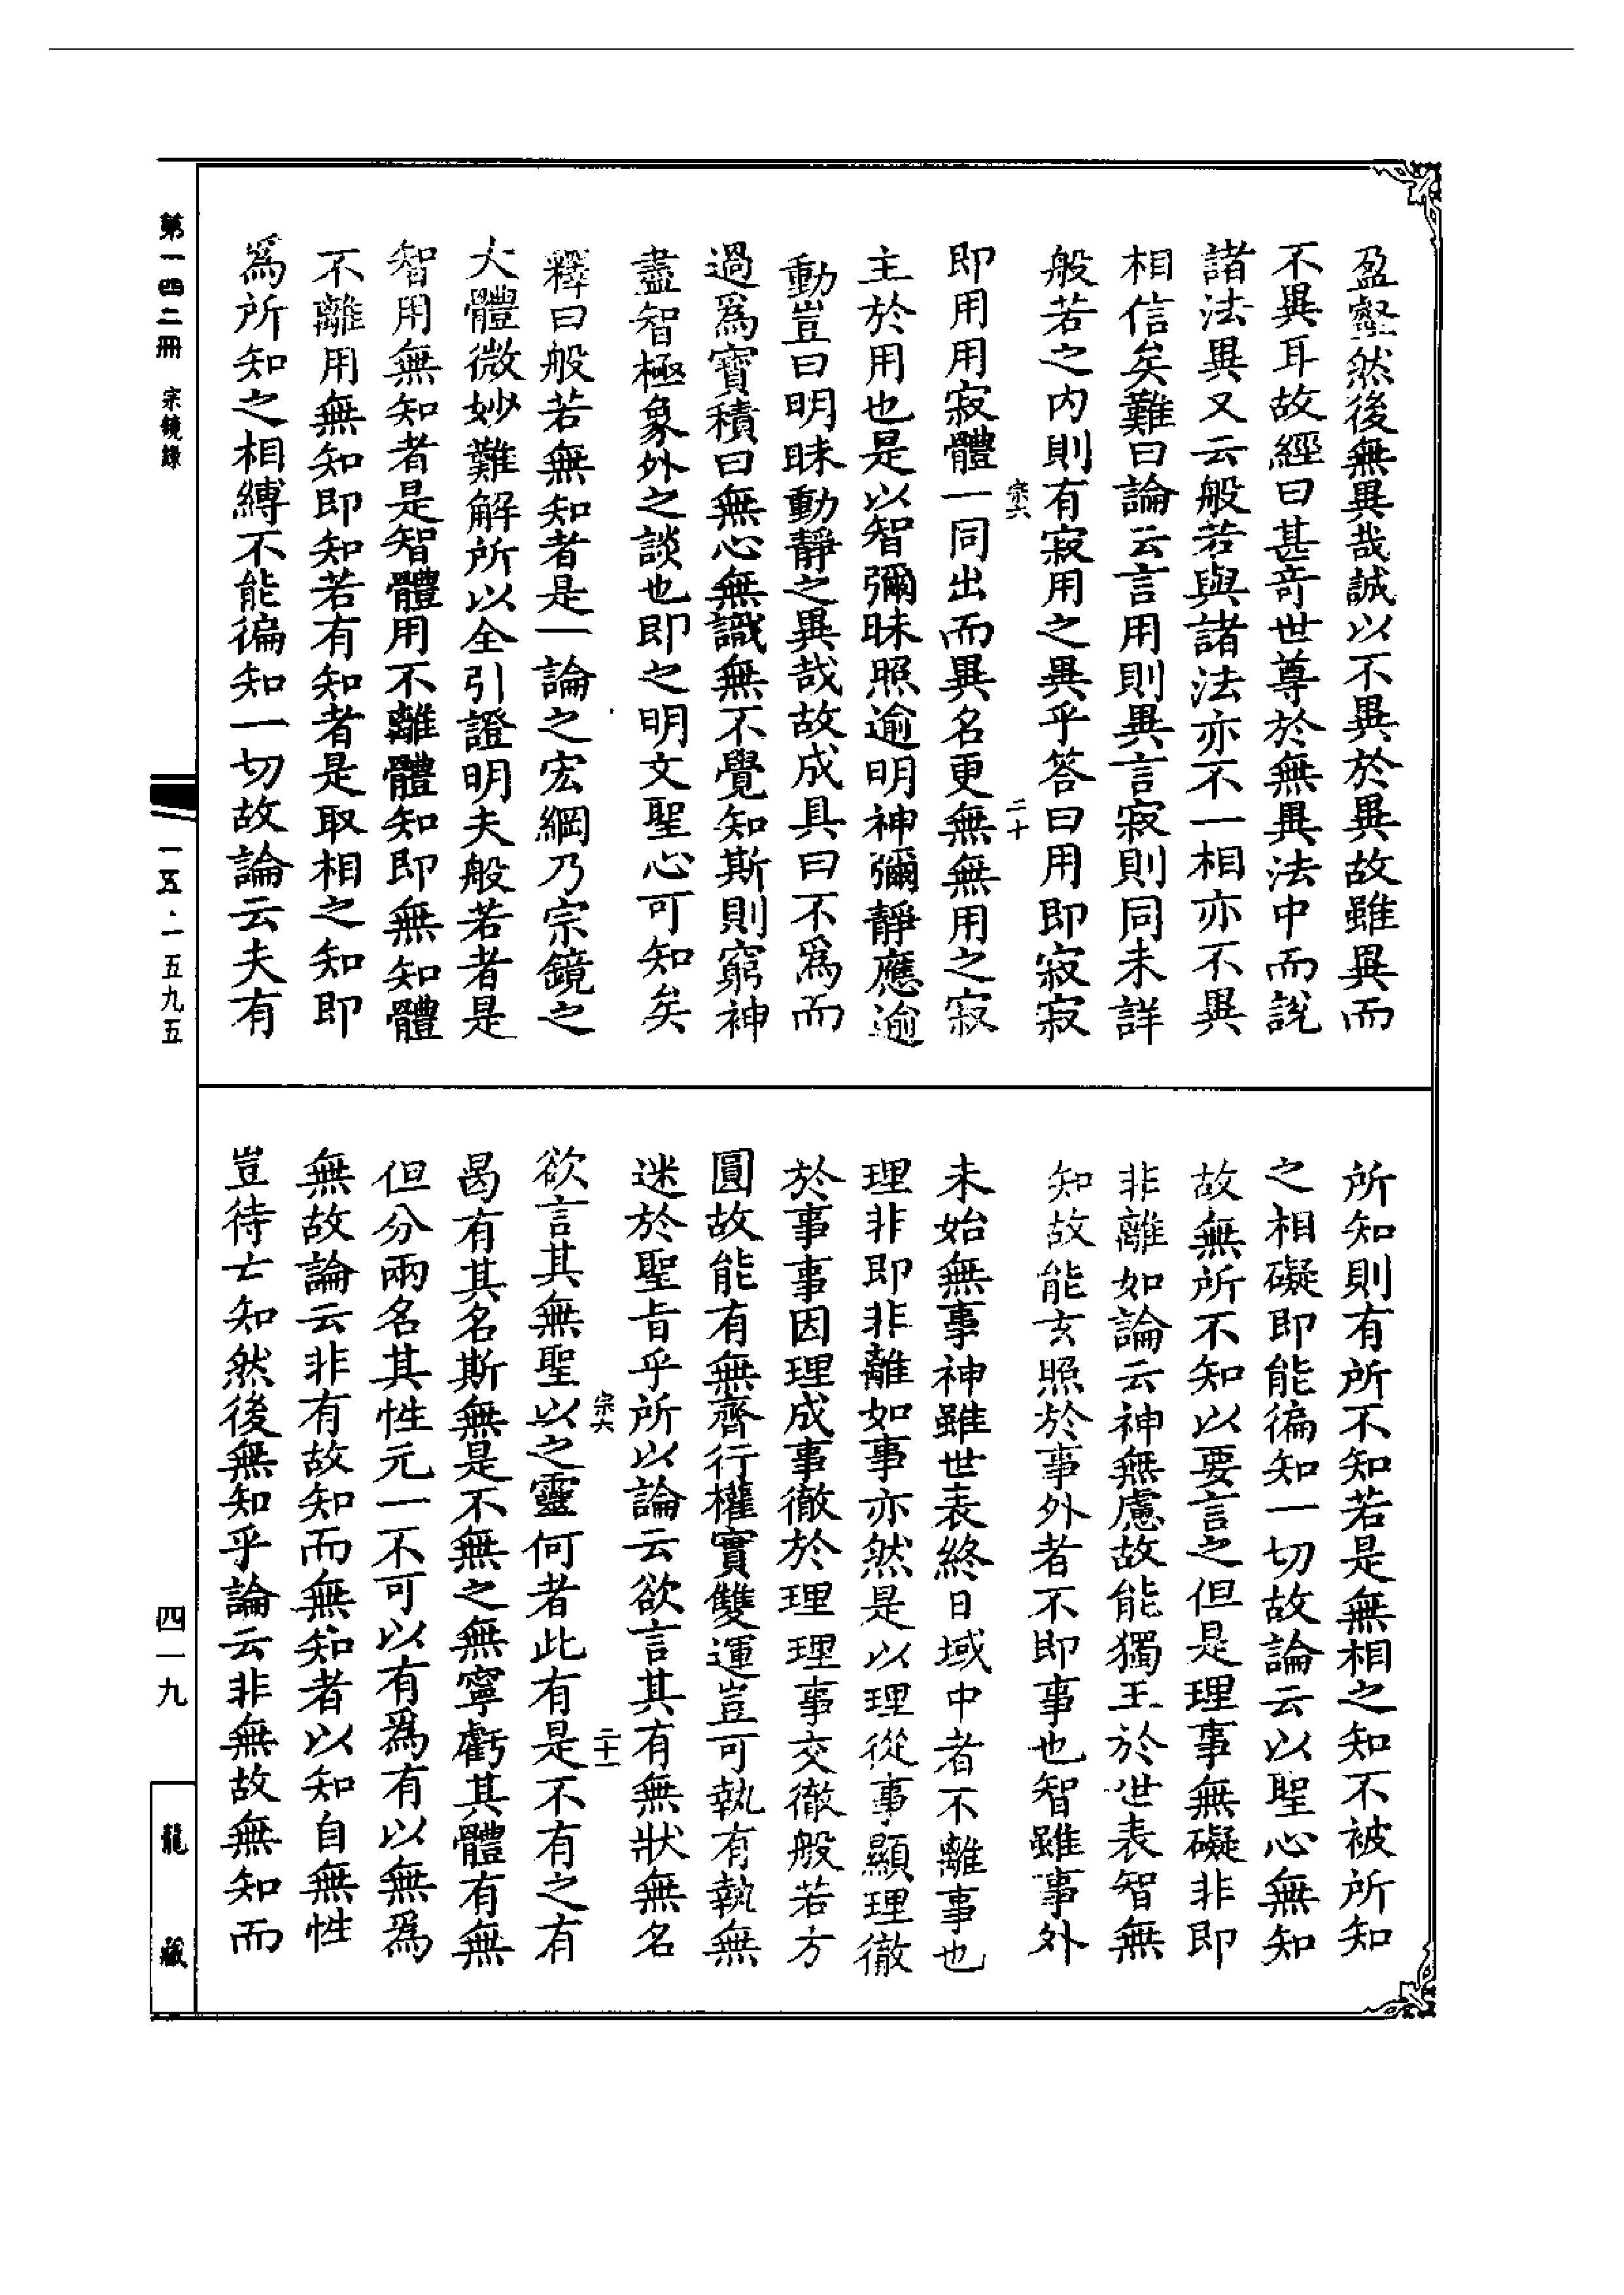 盈壑然後無異哉誠以不異於異故雖異而
不異耳故經曰甚奇世尊於無異法中而說
諸法異又云般若與諸法亦不一相亦不異
相信矣難曰論云言用則異言寂則同未詳
般若之內則有寂用之異乎答曰用即寂寂
宗六
二十
即用用寂體一同出而異名更無無用之寂
主於用也是以智彌昧照逾明神彌靜應逾
動豈曰明昧動靜之異哉故成具曰不為而
過為寶積曰無心無識無不覺知斯則窮神
盡智極象外之談也即之明文聖心可知矣
釋曰般若無知者是一論之宏綱乃宗鏡之
大體微妙難解所以全引證明夫般若者是
智用無知者是智體用不離體知即無知體
不離用無知即知若有知者是取相之知即
為所知之相縛不能徧知一切故論云夫有
所知則有所不知若是無相之知不被所知
之相礙即能徧知一切故論云以聖心無知
故無所不知以要言之但是理事無礙非即
非離如論云神無慮故能獨王於世表智無
知故能玄照於事外者不即事也智雖事外
未始無事神雖世表終日域中者不離事也
理非即非離如事亦然是以理從事顯理徹
於事事因理成事徹於理理事交徹般若方
圓故能有無齊行權實雙運豈可執有執無
迷於聖旨乎所以論云欲言其有無狀無名
宗六
二十一
欲言其無聖以之靈何者此有是不有之有
曷有其名斯無是不無之無寧虧其體有無
但分兩名其性元一不可以有為有以無為
無故論云非有故知而無知者以知自無性
豈待亡知然後無知乎論云非無故無知而
第一四二冊 宗鏡錄
一五五·一五九五
四一九
龍藏